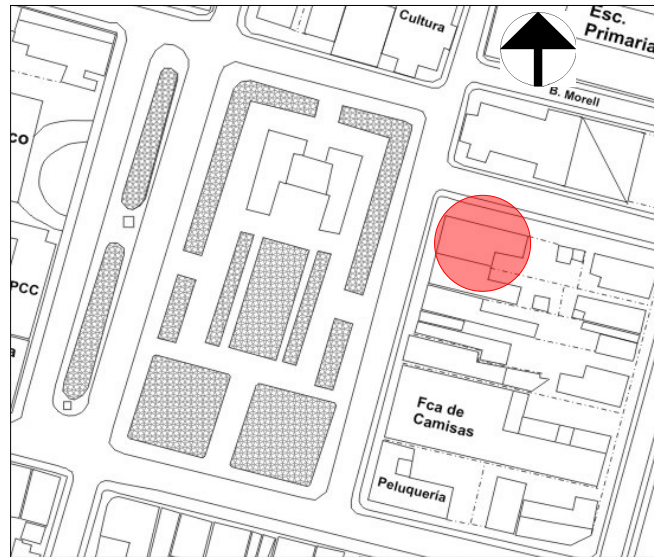 Cultura
Esc.
Primaria
B. Morell
co
PCC
a
Fca de
Camisas
Peluquería